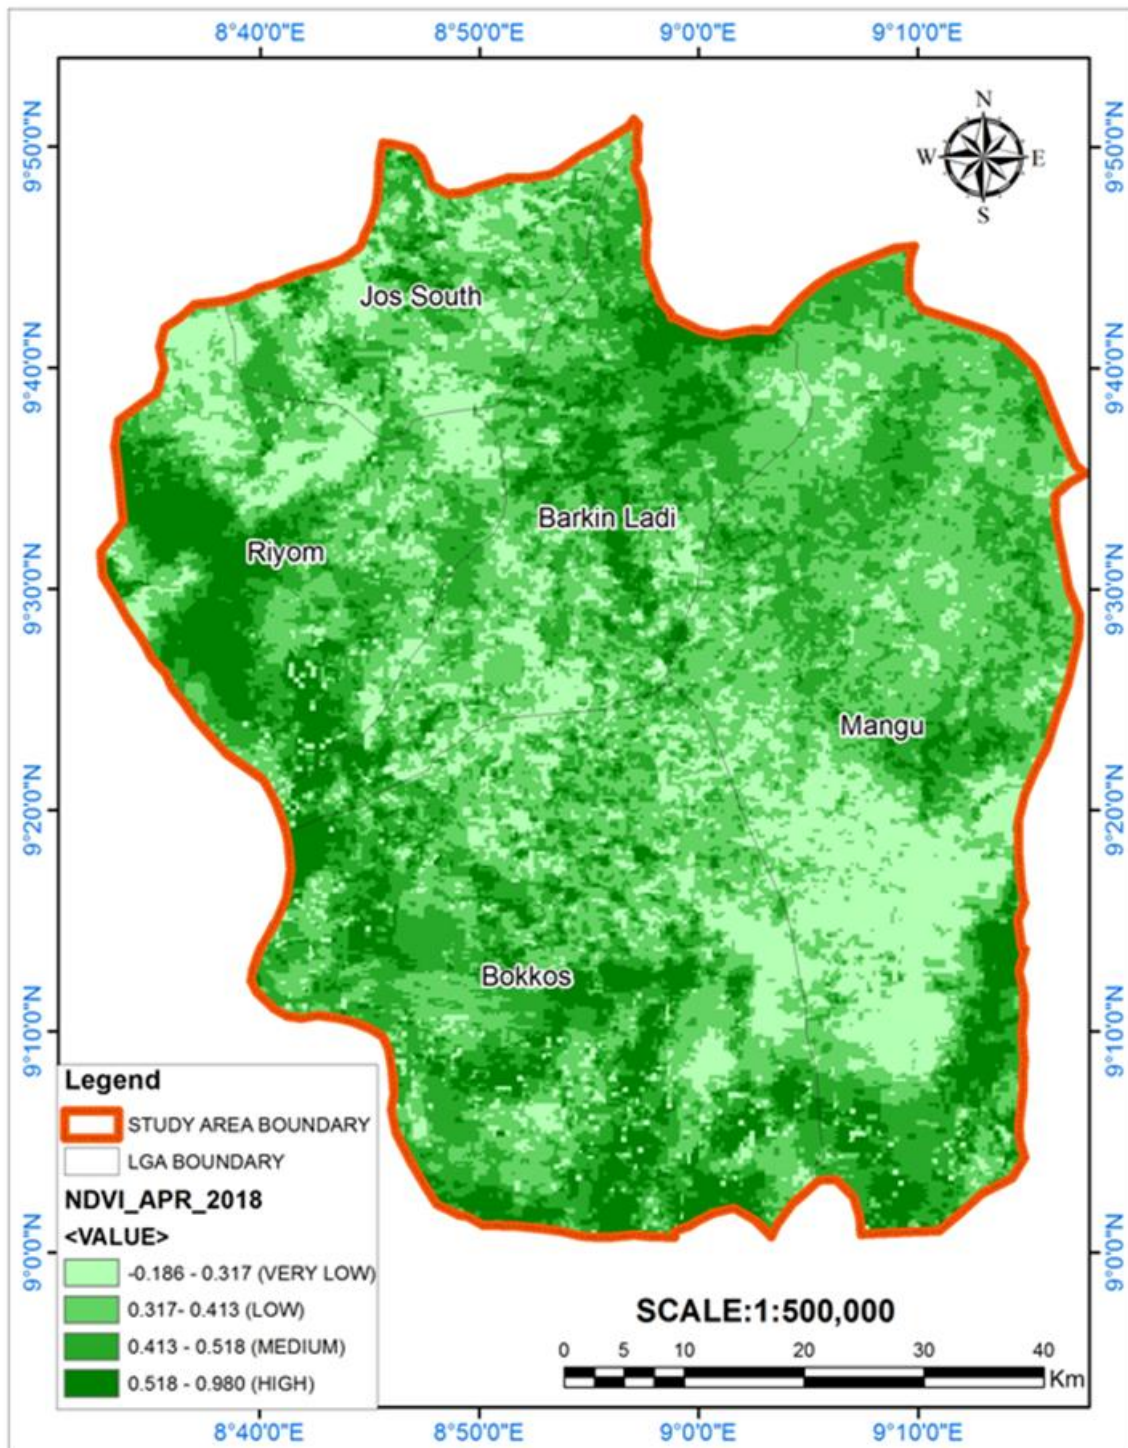 8°40'0"E 8°50'0"E 9°0'0"E 9°10'0"E
N
W E
S
9°50'0"N 9°50'0"N
Jos South
9°40'0"N 9°40'0"N
Barkin Ladi
Riyom
9°30'0"N 9°30'0"N
Mangu
9°20'0"N 9°20'0"N
Bokkos
9°10'0"N 9°10'0"N
Legend
STUDY AREA BOUNDARY
LGA BOUNDARY
NDVI_APR_2018
<VALUE>
-0.186 - 0.317 (VERY LOW)
0.317- 0.413 (LOW)
0.413 - 0.518 (MEDIUM)
0.518 - 0.980 (HIGH)
9°0'0"N 9°0'0"N
SCALE:1:500,000
0 5 10 20 30 40
Km
8°40'0"E 8°50'0"E 9°0'0"E 9°10'0"E